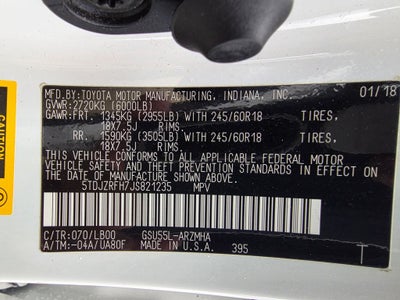 MFD.BY:TOYOTA MOTOR MANUFACTURING, INDIANA, INC. 01/18
GVWR:2720KG (6000LB)
GAWR:FRT. 1345KG (2955LB) WITH 245/60R18 TIRES,
18X7.5J RIMS.
RR. 1590KG (3505LB) WITH 245/60R18 TIRES,
18X7.5J RIMS.
THIS VEHICLE CONFORMS TO ALL APPLICABLE FEDERAL MOTOR
VEHICLE SAFETY AND THEFT PREVENTION STANDARDS IN EFFECT ON
THE DATE OF MANUFACTURE SHOWN ABOVE.
5TDJZRFH7JS821235 MPV
C/TR:070/LB00 GSU55L-ARZMHA
A/TM:-04A/UA80F MADE IN U.S.A. 395 T
CAUTION